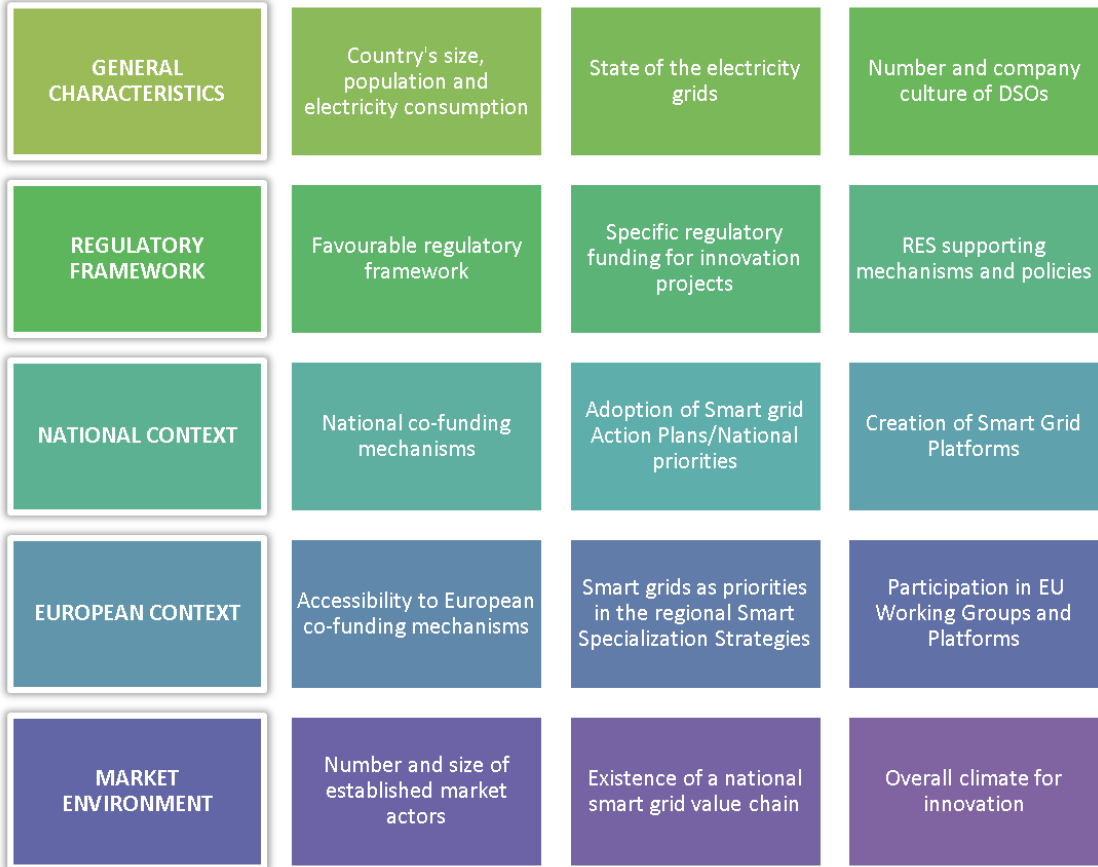 GENERAL
CHARACTERISTICS
Country's size,
population and
electricity consumption
State of the electricity
grids
Number and company
culture of DSOs
REGULATORY
FRAMEWORK
Favourable regulatory
framework
Specific regulatory
funding for innovation
projects
RES supporting
mechanisms and policies
NATIONAL CONTEXT
National co-funding
mechanisms
Adoption of Smart grid
Action Plans/National
priorities
Creation of Smart Grid
Platforms
EUROPEAN CONTEXT
Accessibility to European
co-funding mechanisms
Smart grids as priorities
in the regional Smart
Specialization Strategies
Participation in EU
Working Groups and
Platforms
MARKET
ENVIRONMENT
Number and size of
established market
actors
Existence of a national
smart grid value chain
Overall climate for
innovation